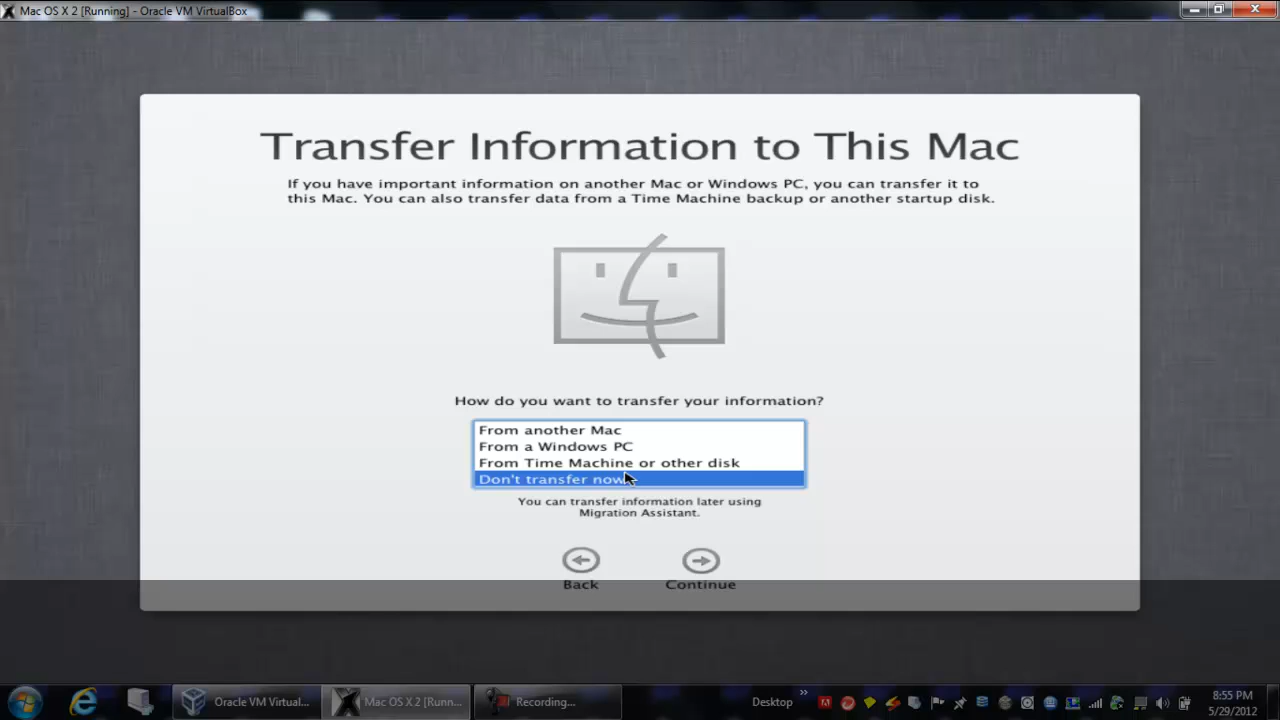 Mac OS X 2 [Running] - Oracle VM VirtualBox
Transfer Information to This Mac
If you have important information on another Mac or Windows PC, you can transfer it to
this Mac. You can also transfer data from a Time Machine backup or another startup disk.
How do you want to transfer your information?
From another Mac
From a Windows PC
From Time Machine or other disk
Don't transfer now
You can transfer information later using
Migration Assistant.
Back
Continue
Oracle VM Virtual...
Mac OS X 2 [Runn...
Recording...
Desktop
8:55 PM
5/29/2012